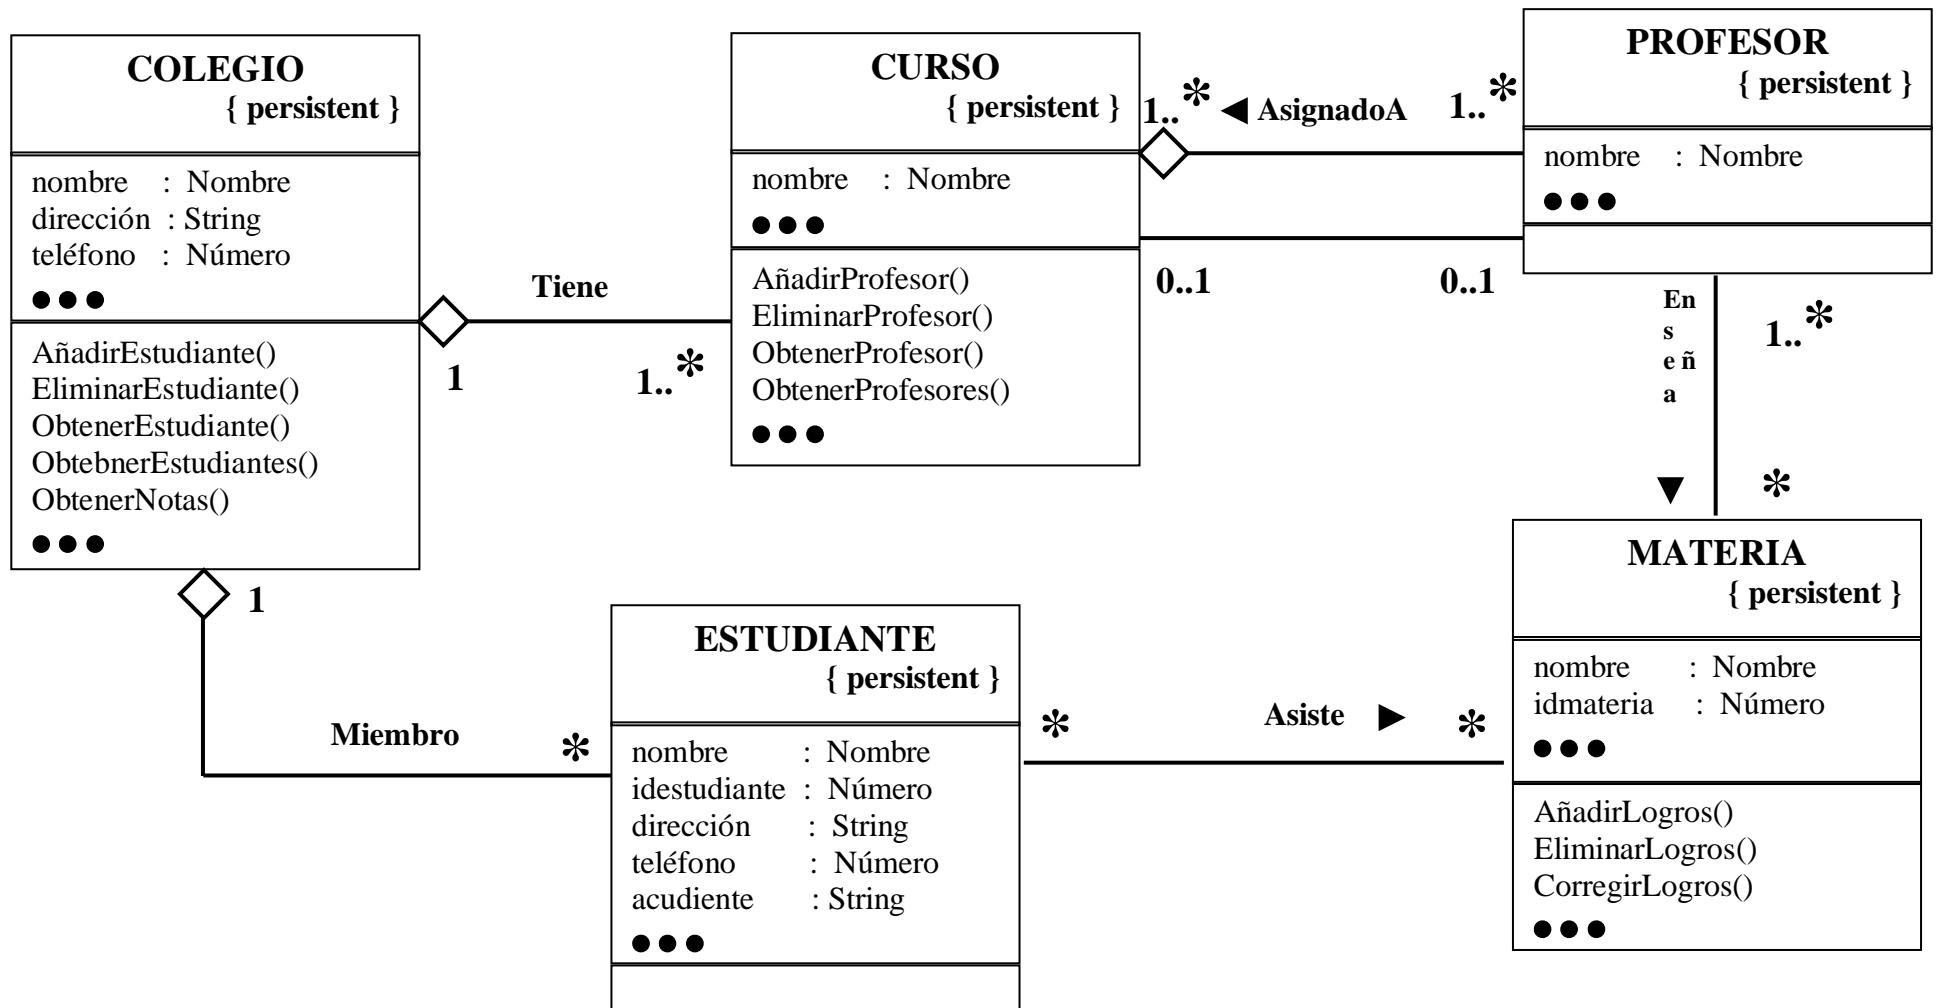 COLEGIO
{ persistent }
nombre : Nombre
dirección : String
teléfono : Número
● ● ●
AñadirEstudiante()
EliminarEstudiante()
ObtenerEstudiante()
ObtebnerEstudiantes()
ObtenerNotas()
● ● ●
Tiene
1
1..*
CURSO
{ persistent }
nombre : Nombre
● ● ●
AñadirProfesor()
EliminarProfesor()
ObtenerProfesor()
ObtenerProfesores()
● ● ●
1..* ◄ AsignadoA 1..*
0..1
0..1
PROFESOR
{ persistent }
nombre : Nombre
● ● ●
En
s
e ñ
a
1..*
▼ *
1
Miembro *
ESTUDIANTE
{ persistent }
nombre : Nombre
idestudiante : Número
dirección : String
teléfono : Número
acudiente : String
● ● ●
* Asiste ► *
MATERIA
{ persistent }
nombre : Nombre
idmateria : Número
● ● ●
AñadirLogros()
EliminarLogros()
CorregirLogros()
● ● ●